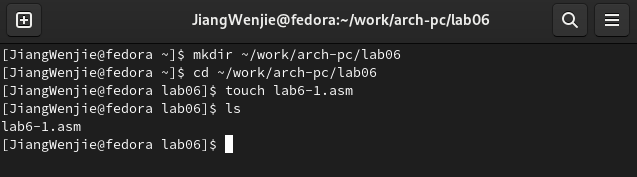 JiangWenjie@fedora:~/work/arch-pc/lab06
[JiangWenjie@fedora ~]$ mkdir ~/work/arch-pc/lab06
[JiangWenjie@fedora ~]$ cd ~/work/arch-pc/lab06
[JiangWenjie@fedora lab06]$ touch lab6-1.asm
[JiangWenjie@fedora lab06]$ ls
lab6-1.asm
[JiangWenjie@fedora lab06]$